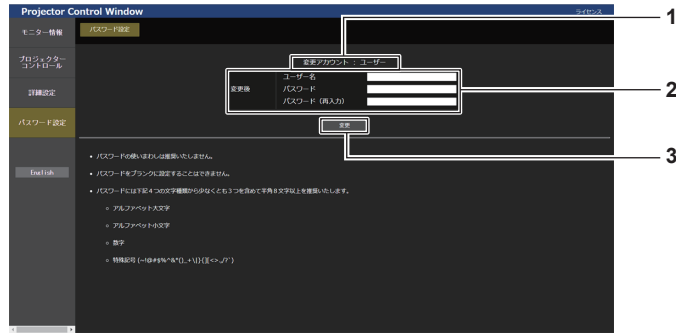 Projector Control Window
ライセンス
1
モニター情報
パスワード設定
プロジェクター
コントロール
変更アカウント : ユーザー
変更後
ユーザー名
パスワード
パスワード（再入力）
2
詳細設定
パスワード設定
変更
3
• パスワードの使いまわしは推奨いたしません。
English
• パスワードをブランクに設定することはできません。
• パスワードには下記４つの文字種類から少なくとも３つを含めて半角８文字以上を推奨いたします。
○ アルファベット大文字
○ アルファベット小文字
○ 数字
○ 特殊記号 (~!@#$%^&*()_+\|}{][<>.,/?`)